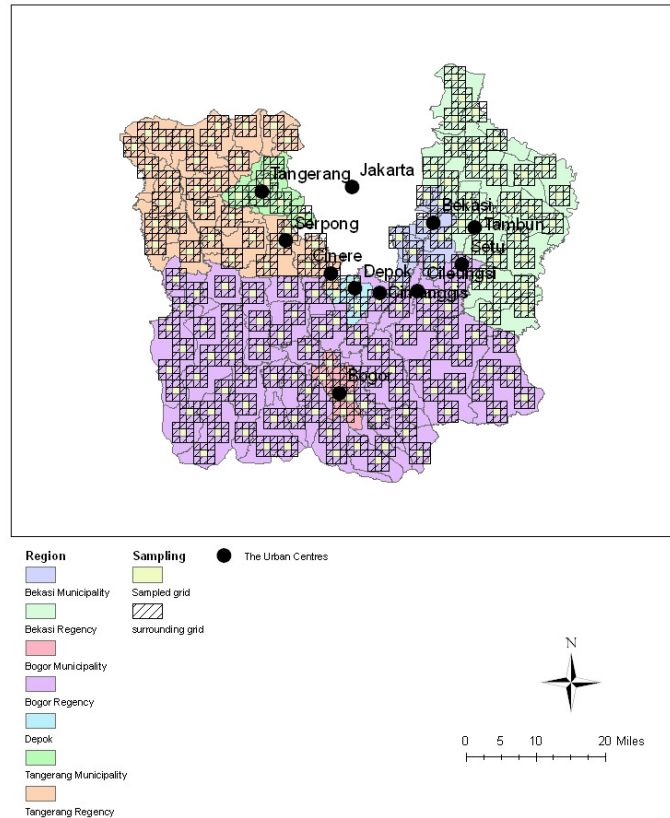 Jakarta
Tangerang
Bekasi
Tambun
Serpong
Setu
Cinere
Depok
Cileungsi
Cimanggis
Bogor
Region
Sampling
The Urban Centres
Bekasi Municipality
Sampled grid
Bekasi Regency
surrounding grid
Bogor Municipality
Bogor Regency
N
Depok
0 5 10 20 Miles
Tangerang Municipality
Tangerang Regency